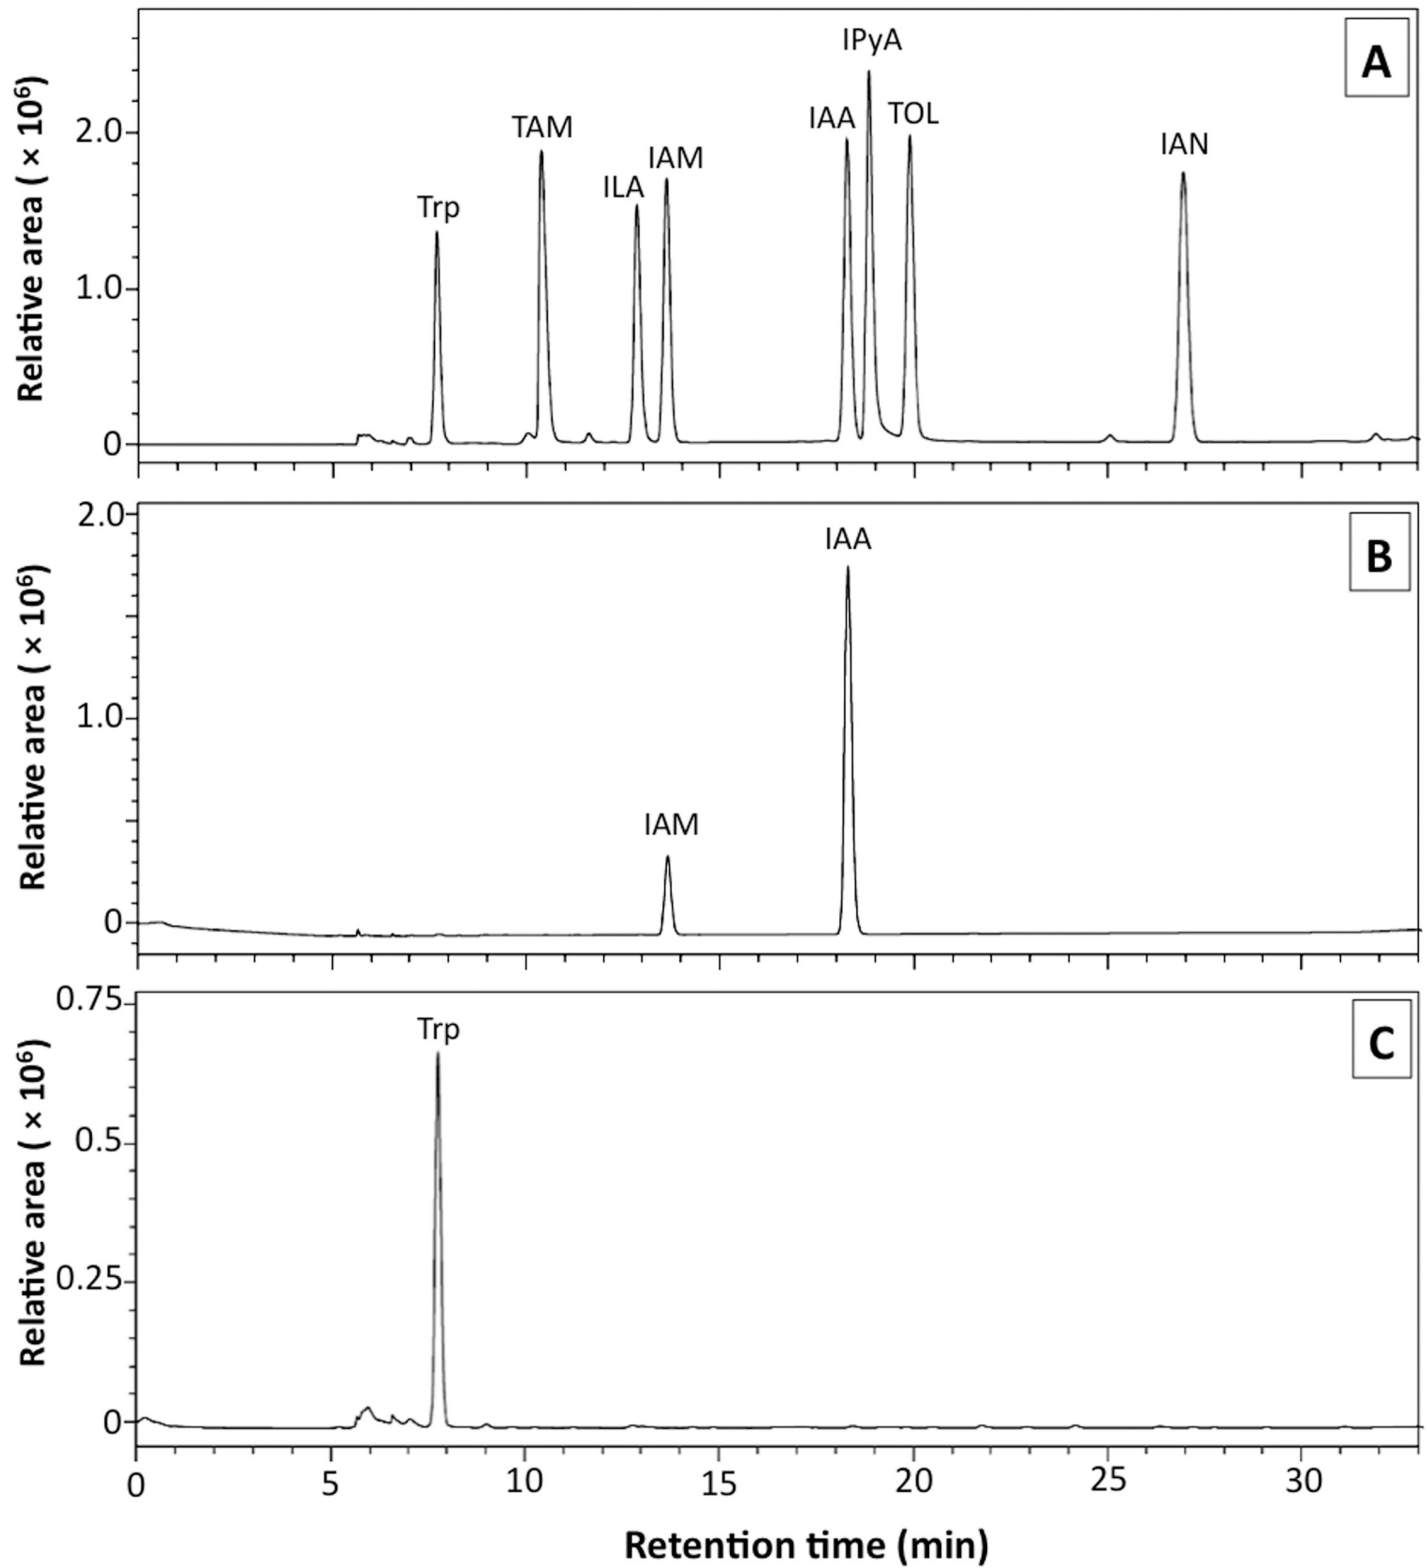 A
Relative area ( × 10⁶)
2.0
1.0
0
Trp
TAM
ILA
IAM
IAA
IPyA
TOL
IAN
B
Relative area ( × 10⁶)
2.0
1.0
0
IAM
IAA
C
Relative area ( × 10⁶)
0.75
0.5
0.25
0
Trp
0 5 10 15 20 25 30
Retention time (min)